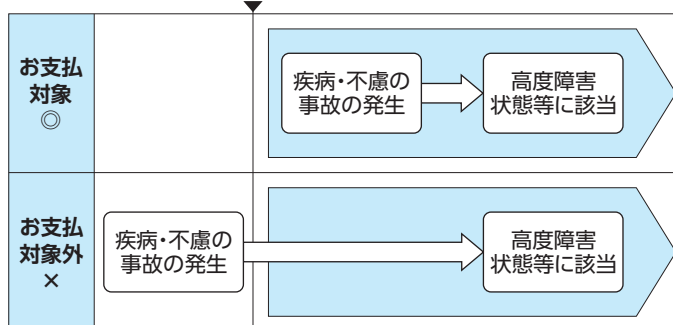 お支払
対象
◎
疾病・不慮の
事故の発生
高度障害
状態等に該当
お支払
対象外
×
疾病・不慮の
事故の発生
高度障害
状態等に該当